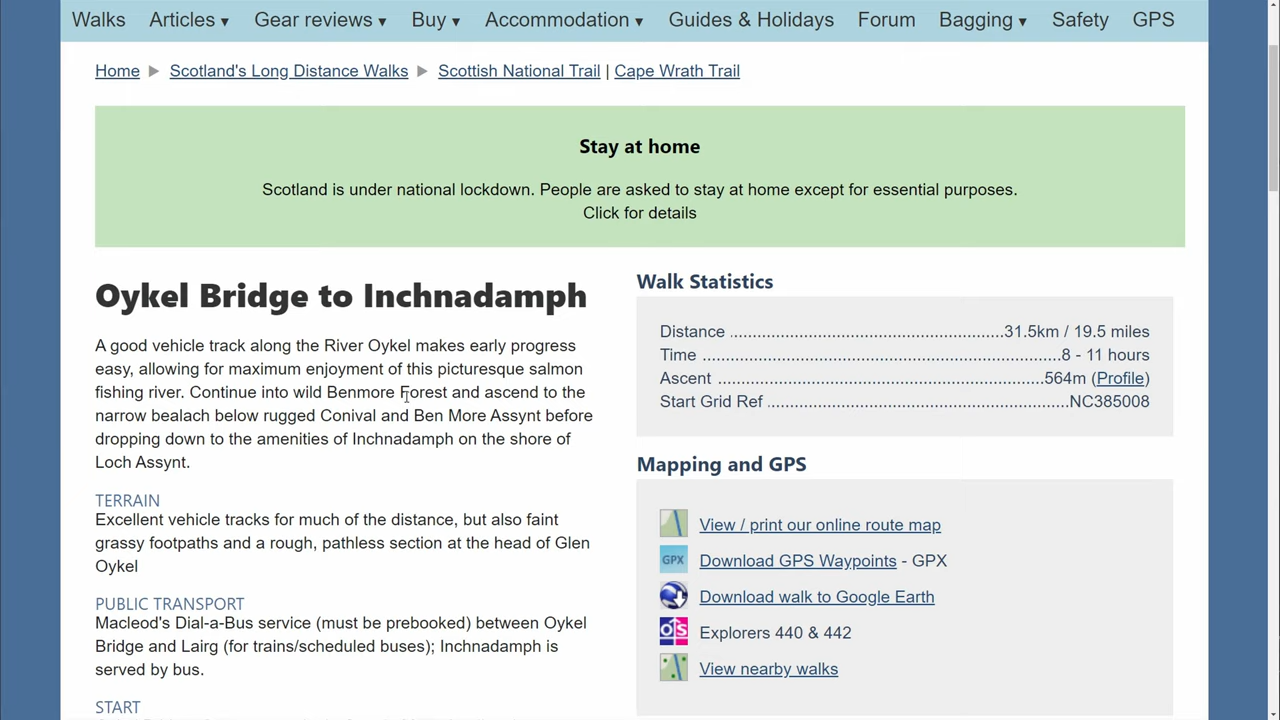 Walks Articles ▼ Gear reviews ▼ Buy ▼ Accommodation ▼ Guides & Holidays Forum Bagging ▼ Safety GPS
Home ▶ Scotland's Long Distance Walks ▶ Scottish National Trail | Cape Wrath Trail
Stay at home
Scotland is under national lockdown. People are asked to stay at home except for essential purposes.
Click for details
Oykel Bridge to Inchnadamph
A good vehicle track along the River Oykel makes early progress
easy, allowing for maximum enjoyment of this picturesque salmon
fishing river. Continue into wild Benmore Forest and ascend to the
narrow bealach below rugged Conival and Ben More Assynt before
dropping down to the amenities of Inchnadamph on the shore of
Loch Assynt.
TERRAIN
Excellent vehicle tracks for much of the distance, but also faint
grassy footpaths and a rough, pathless section at the head of Glen
Oykel
PUBLIC TRANSPORT
Macleod's Dial-a-Bus service (must be prebooked) between Oykel
Bridge and Lairg (for trains/scheduled buses); Inchnadamph is
served by bus.
START
Walk Statistics
Distance ........................................................31.5km / 19.5 miles
Time ..........................................................................8 - 11 hours
Ascent ....................................................................564m (Profile)
Start Grid Ref ...............................................................NC385008
Mapping and GPS
View / print our online route map
GPX Download GPS Waypoints - GPX
Download walk to Google Earth
OS Explorers 440 & 442
View nearby walks